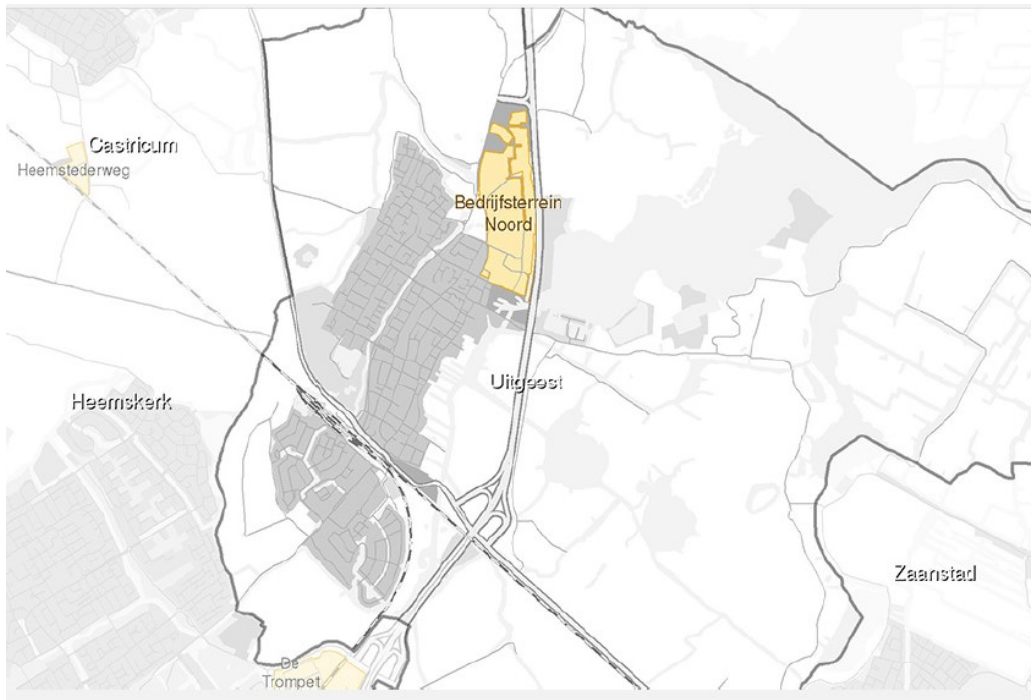 Castricum
Heemstederweg
Bedrijfsterrein
Noord
Uitgeest
Heemskerk
Zaanstad
De
Trompet